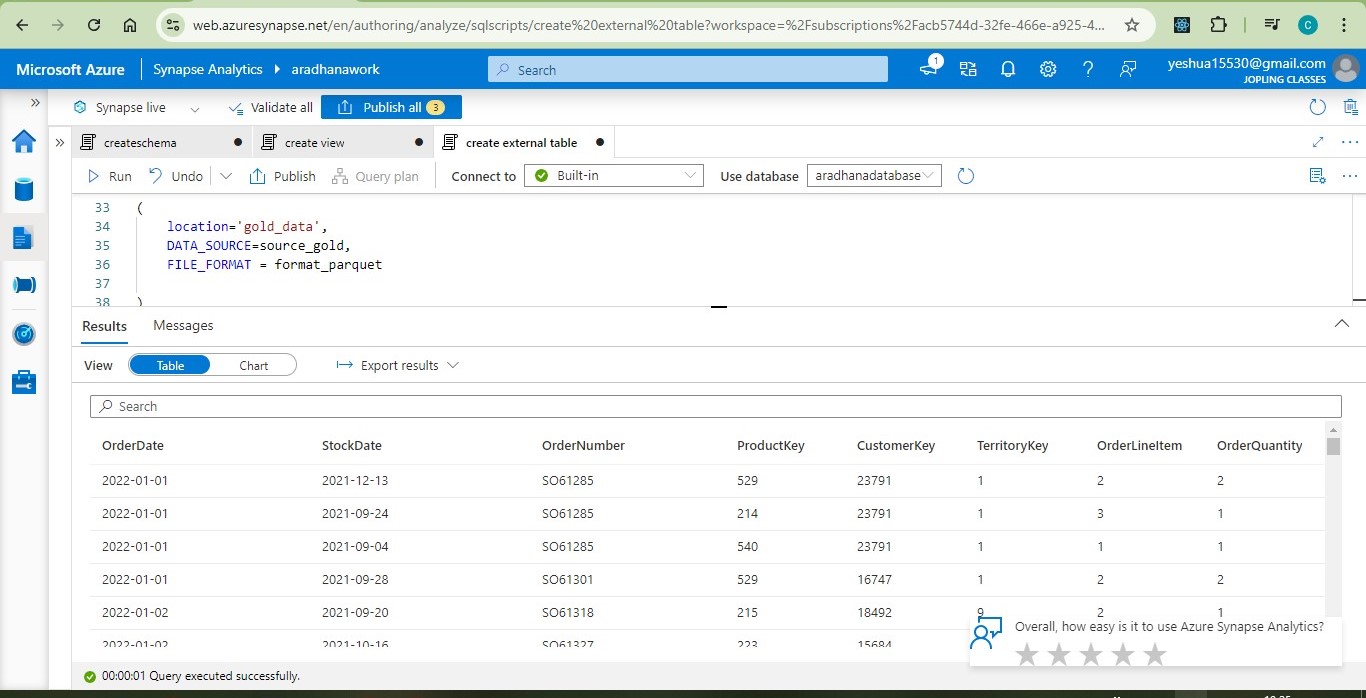 web.azuresynapse.net/en/authoring/analyze/sqlscripts/create%20external%20table?workspace=%2Fsubscriptions%2Facb5744d-32fe-466e-a925-4...
C
Microsoft Azure Synapse Analytics aradhanawork Search 1 yeshua15530@gmail.com
JOPLING CLASSES
Synapse live Validate all Publish all 3
createschema create view create external table
Run Undo Publish Query plan Connect to Built-in Use database aradhanadatabase
33 (
34 location='gold_data',
35 DATA_SOURCE=source_gold,
36 FILE_FORMAT = format_parquet
37
38 )
Results Messages
View Table Chart Export results
Search
OrderDate StockDate OrderNumber ProductKey CustomerKey TerritoryKey OrderLineItem OrderQuantity
2022-01-01 2021-12-13 SO61285 529 23791 1 2 2
2022-01-01 2021-09-24 SO61285 214 23791 1 3 1
2022-01-01 2021-09-04 SO61285 540 23791 1 1 1
2022-01-01 2021-09-28 SO61301 529 16747 1 2 2
2022-01-02 2021-09-20 SO61318 215 18492 9 2 1
2022-01-02 2021-10-16 SO61327 223 15684
Overall, how easy is it to use Azure Synapse Analytics?
00:00:01 Query executed successfully.